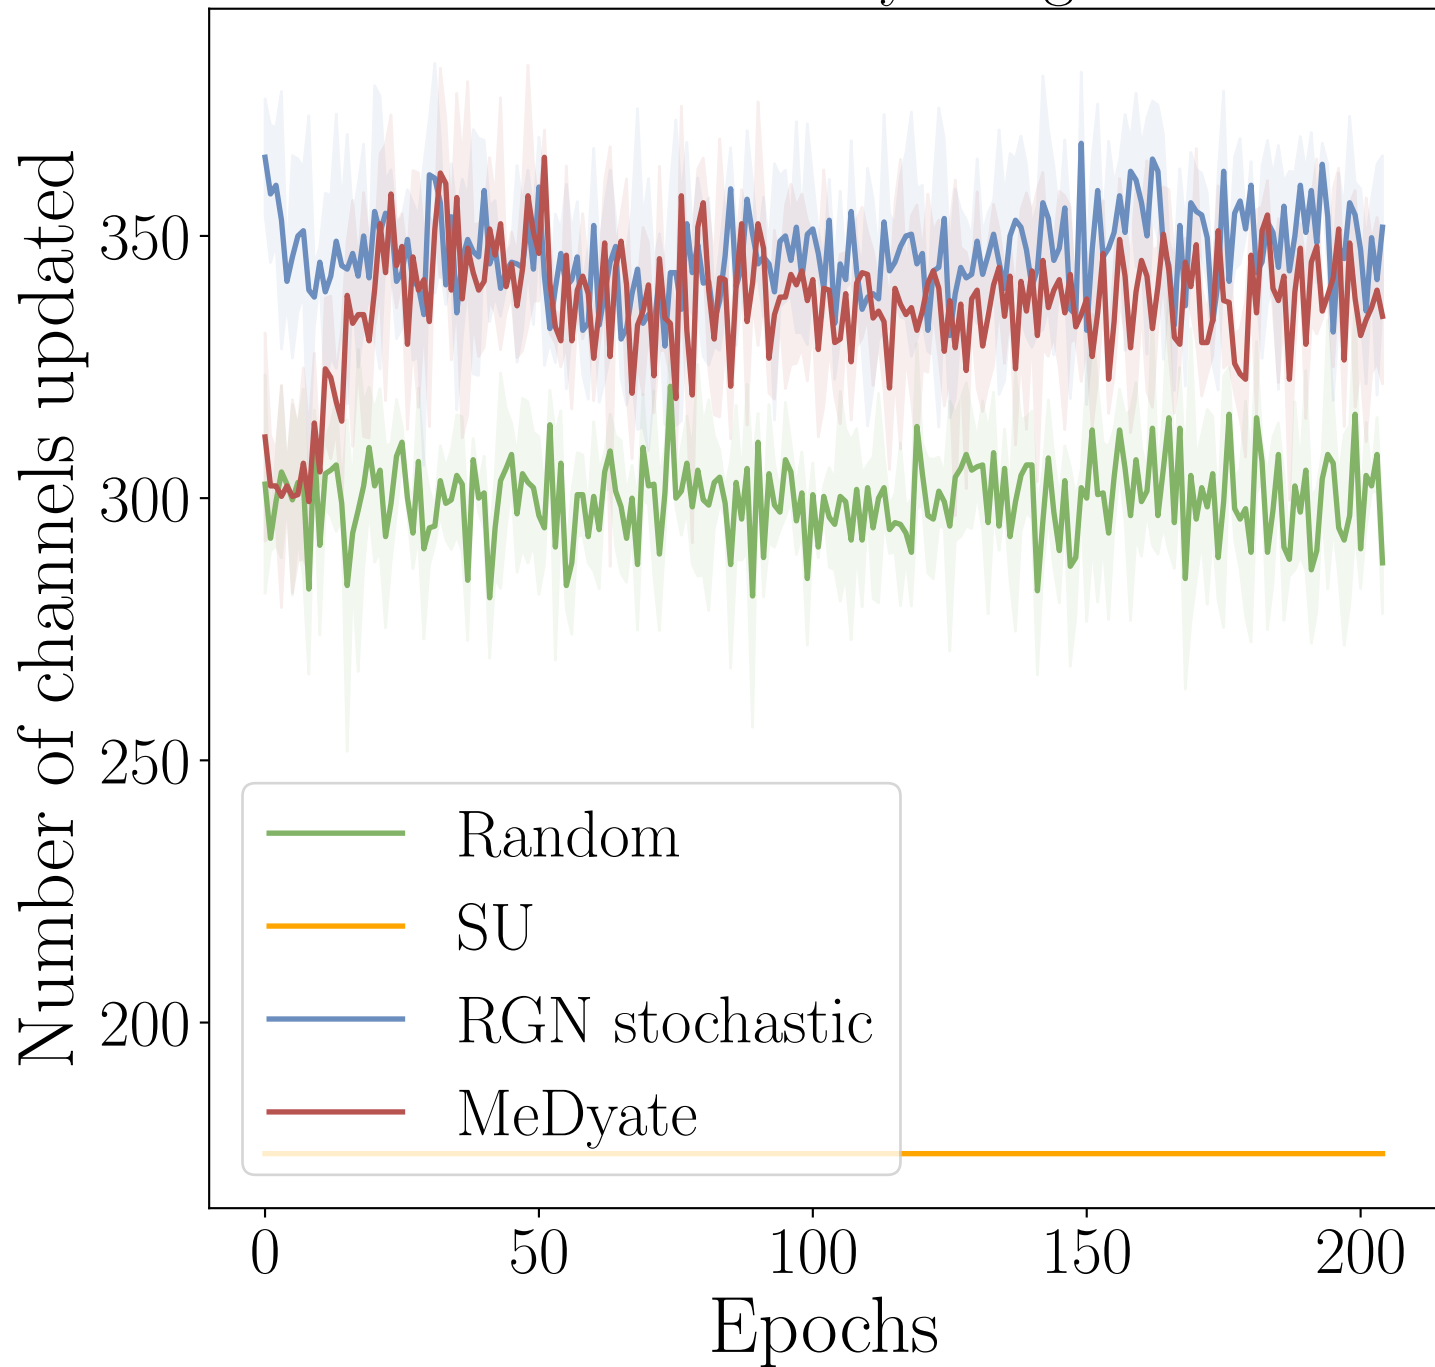 Number of channels updated
350
300
250
200
Random
SU
RGN stochastic
MeDyate
0 50 100 150 200
Epochs